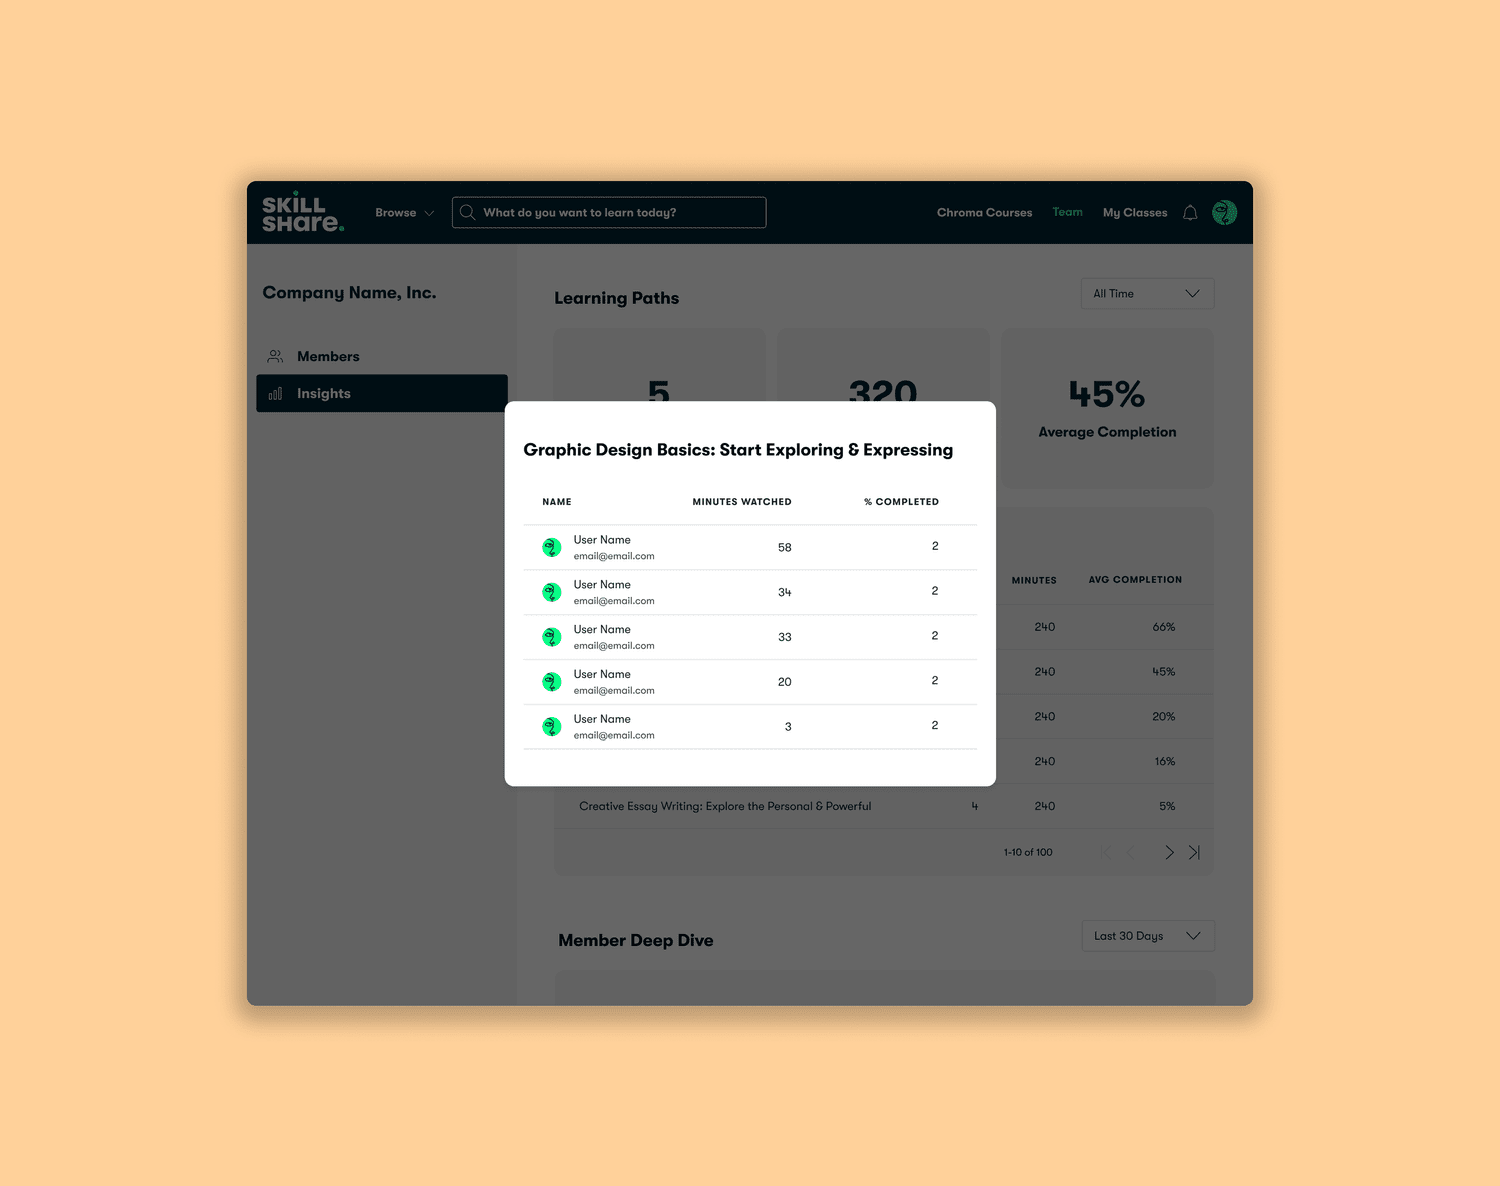 SKILL
SHARE.
Browse
What do you want to learn today?
Chroma Courses
Team
My Classes
Company Name, Inc.
Members
Insights
Learning Paths
All Time
5
320
45%
Average Completion
Graphic Design Basics: Start Exploring & Expressing
NAME MINUTES WATCHED % COMPLETED
User Name
email@email.com
58 2
User Name
email@email.com
34 2
User Name
email@email.com
33 2
User Name
email@email.com
20 2
User Name
email@email.com
3 2
MINUTES AVG COMPLETION
240 66%
240 45%
240 20%
240 16%
Creative Essay Writing: Explore the Personal & Powerful 4 240 5%
1-10 of 100
Member Deep Dive
Last 30 Days